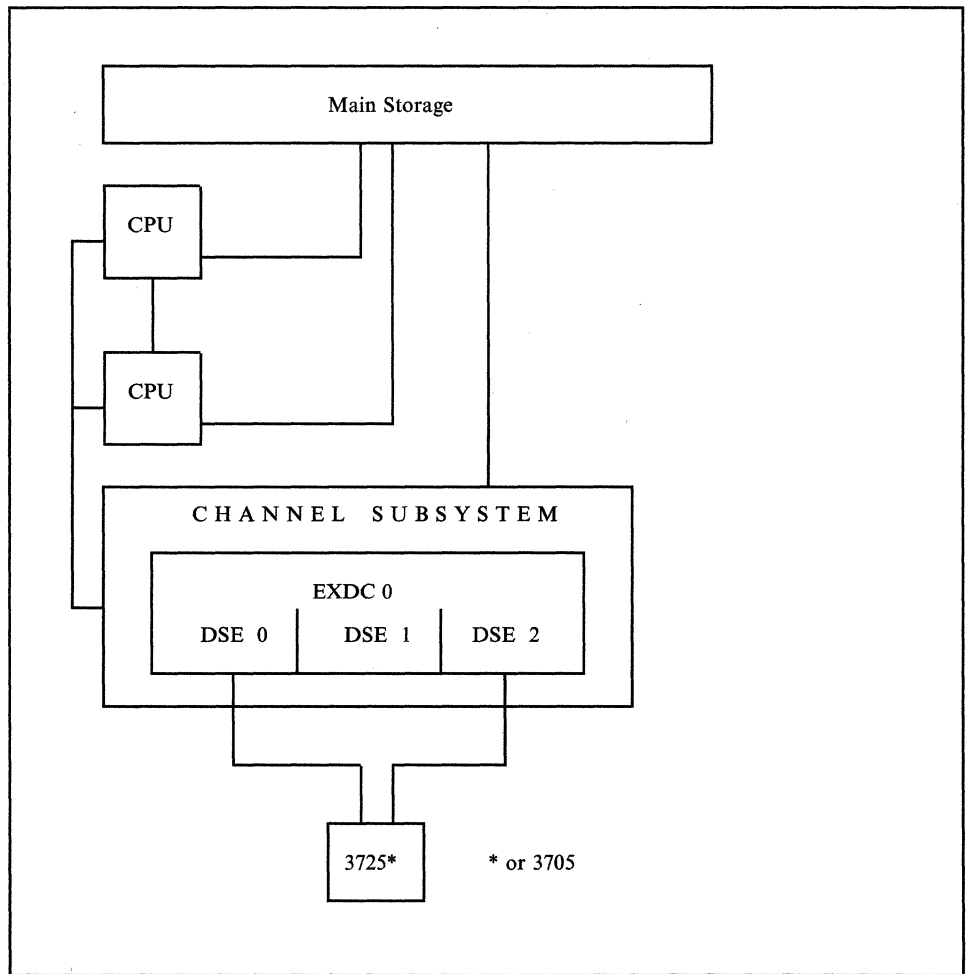 Main Storage
CPU
CPU
CHANNEL SUBSYSTEM
EXDC 0
DSE 0 DSE 1 DSE 2
3725* * or 3705